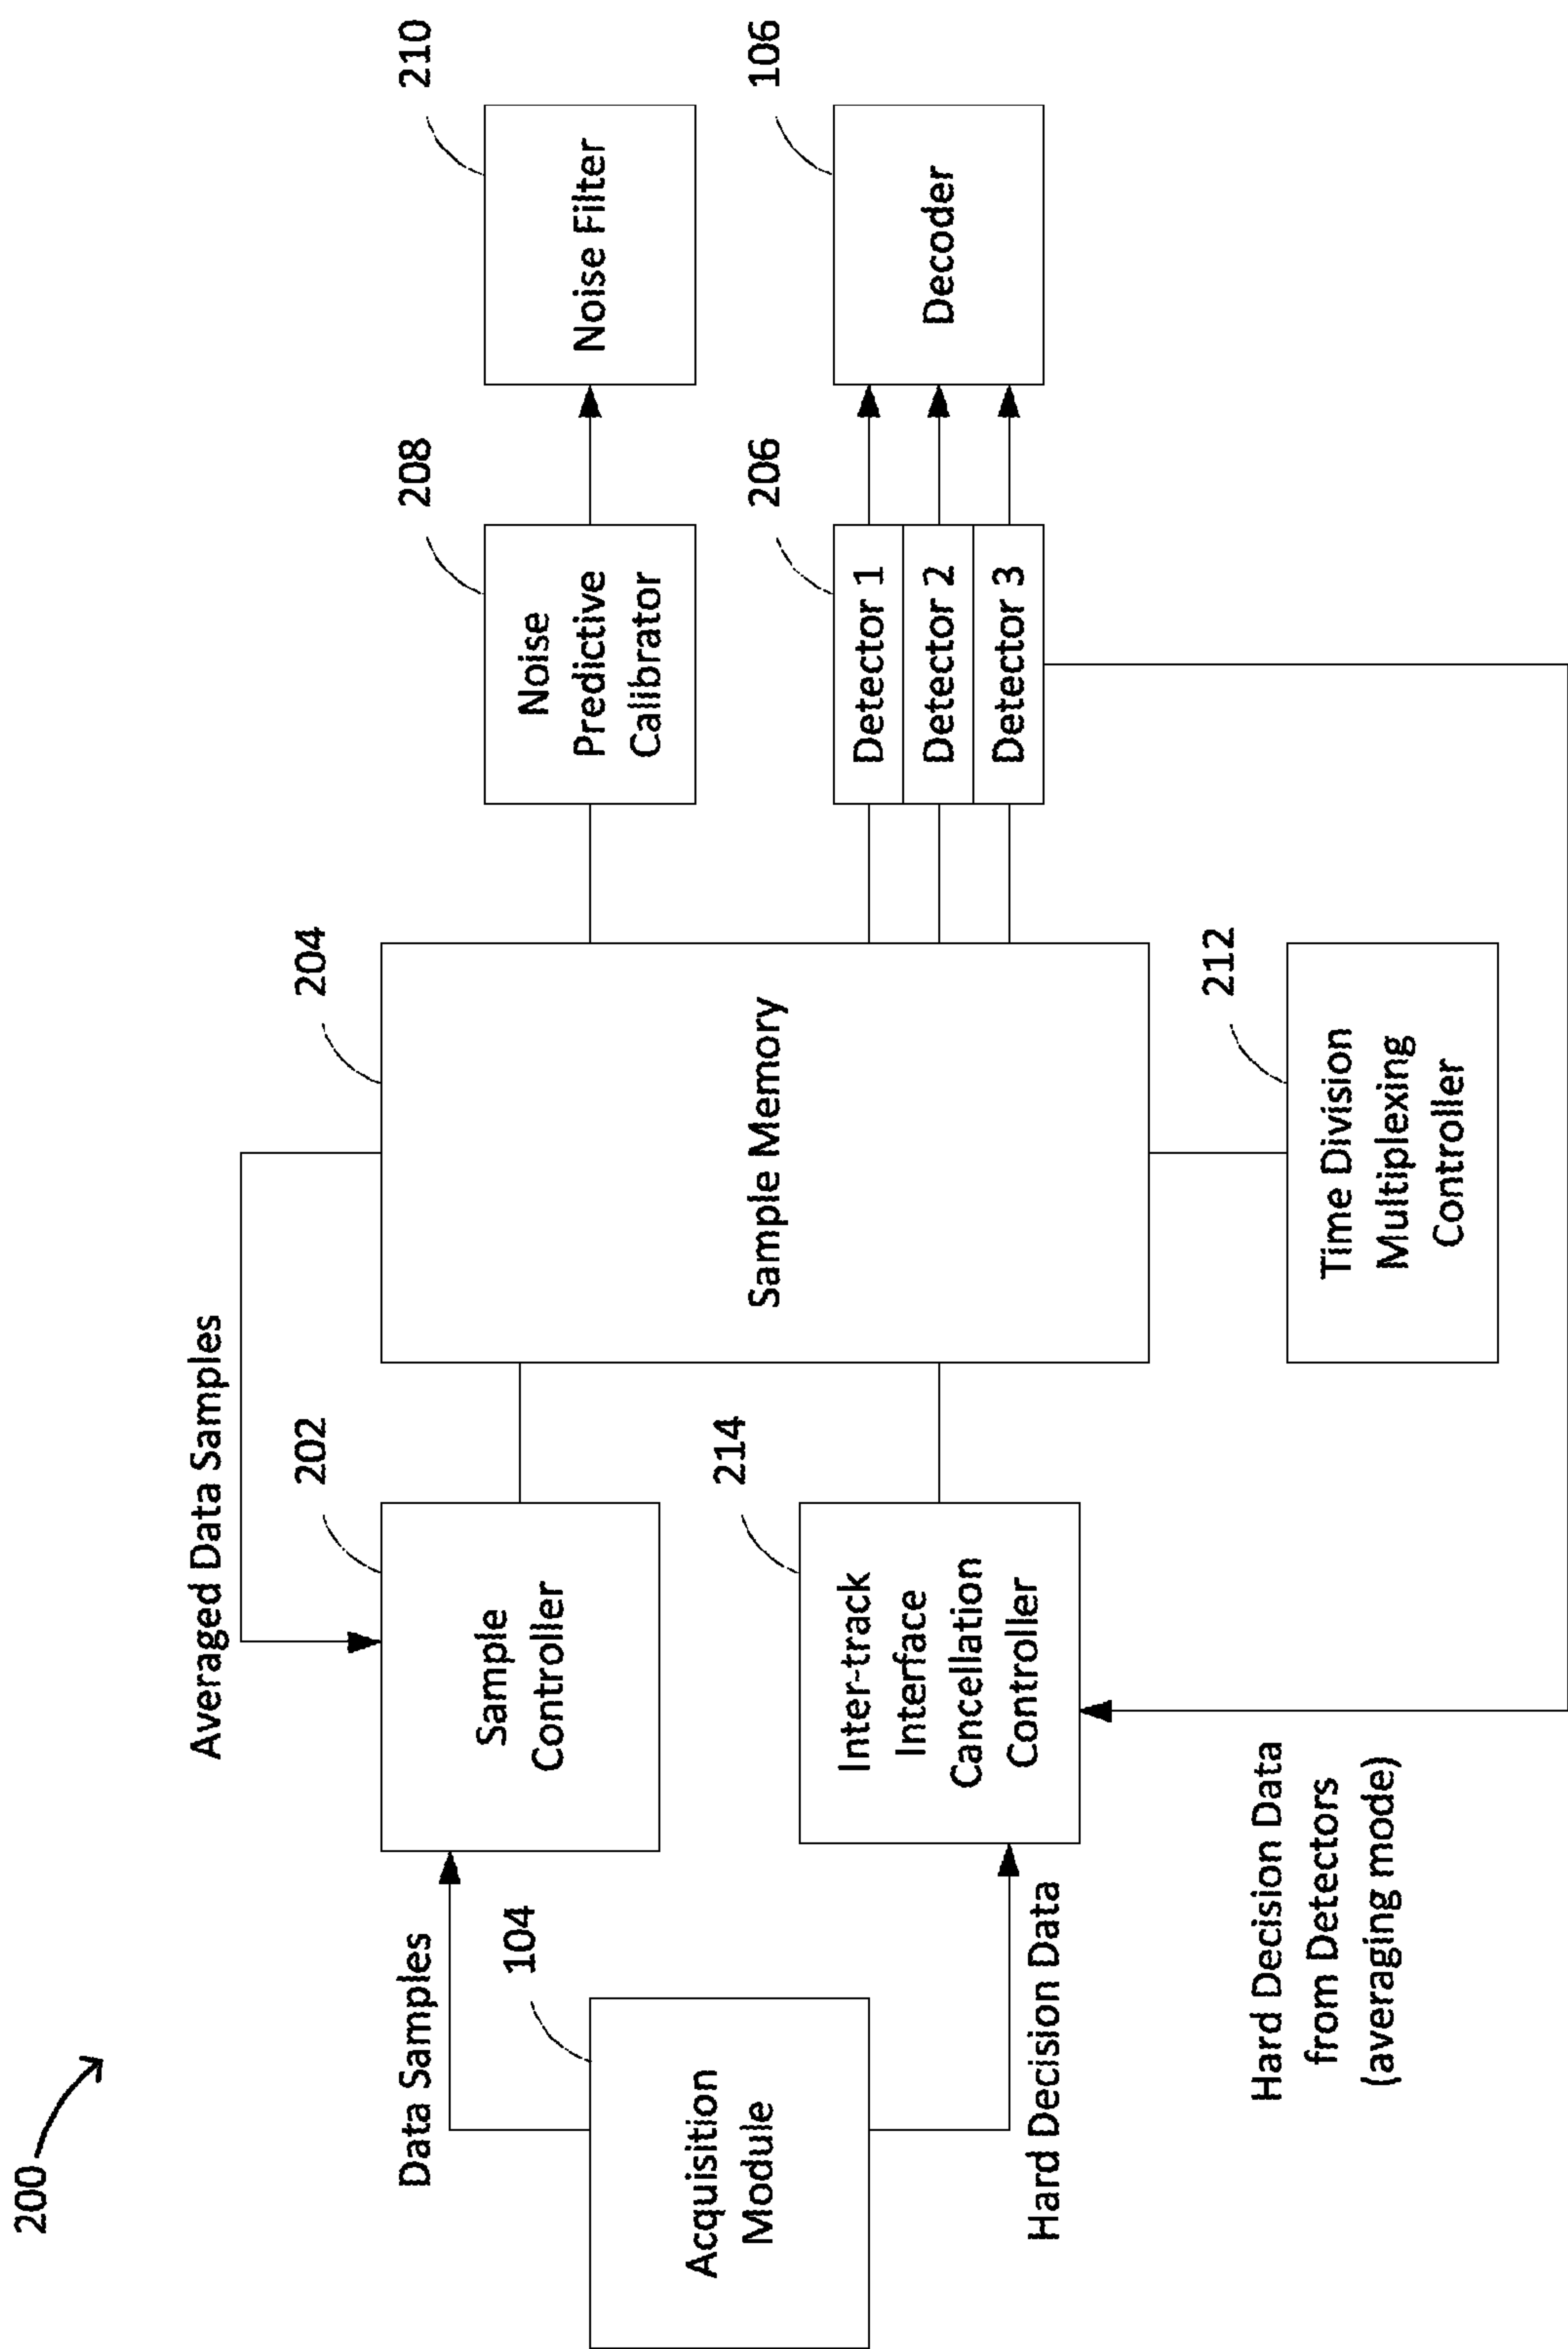 200
Averaged Data Samples
Data Samples
104
Acquisition
Module
Hard Decision Data
202
Sample
Controller
214
Inter-track
Interface
Cancellation
Controller
Hard Decision Data
from Detectors
(averaging mode)
204
Sample Memory
212
Time Division
Multiplexing
Controller
208
Noise
Predictive
Calibrator
206
Detector 1
Detector 2
Detector 3
210
Noise Filter
106
Decoder